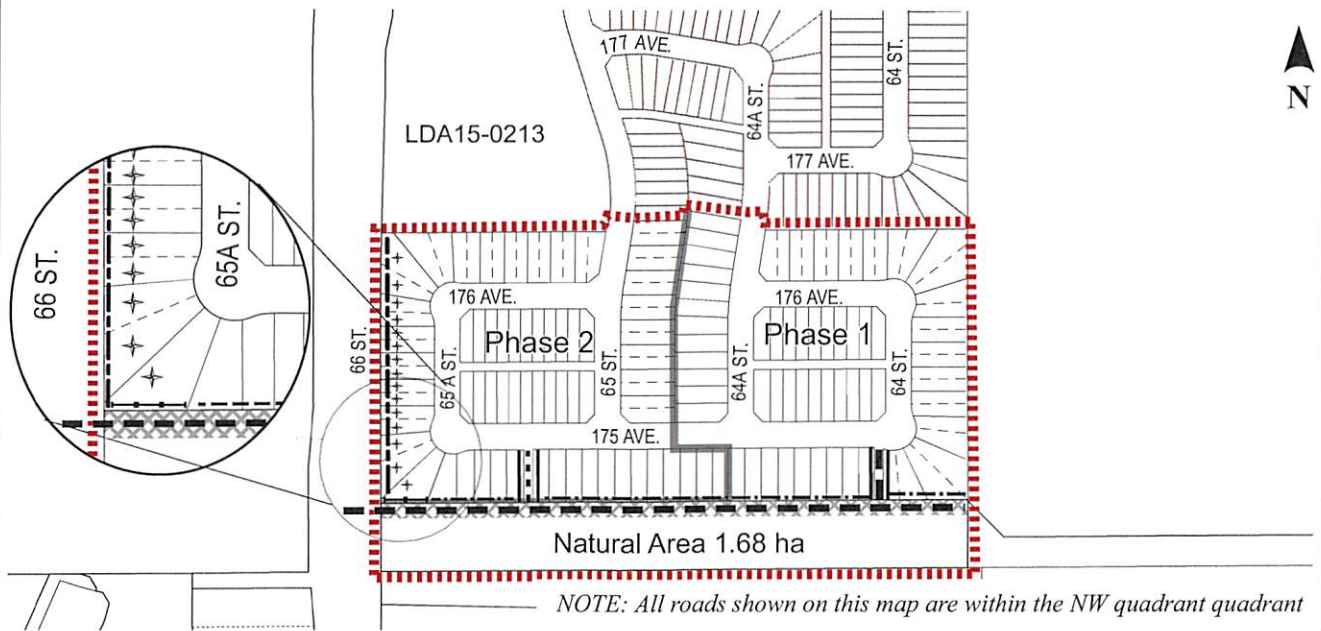 177 AVE.
64 ST.
64A ST.
N
LDA15-0213
177 AVE.
66 ST.
65A ST.
176 AVE.
176 AVE.
Phase 2
Phase 1
66 ST.
65 A ST.
65 ST.
64A ST.
64 ST.
175 AVE.
Natural Area 1.68 ha
NOTE: All roads shown on this map are within the NW quadrant quadrant